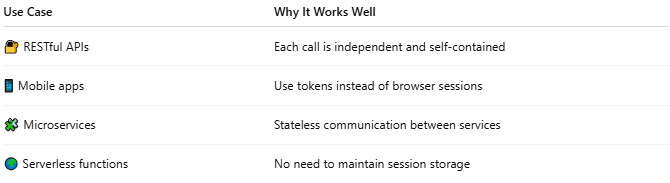 Use Case Why It Works Well
🔐 RESTful APIs Each call is independent and self-contained
📱 Mobile apps Use tokens instead of browser sessions
🧩 Microservices Stateless communication between services
🌍 Serverless functions No need to maintain session storage